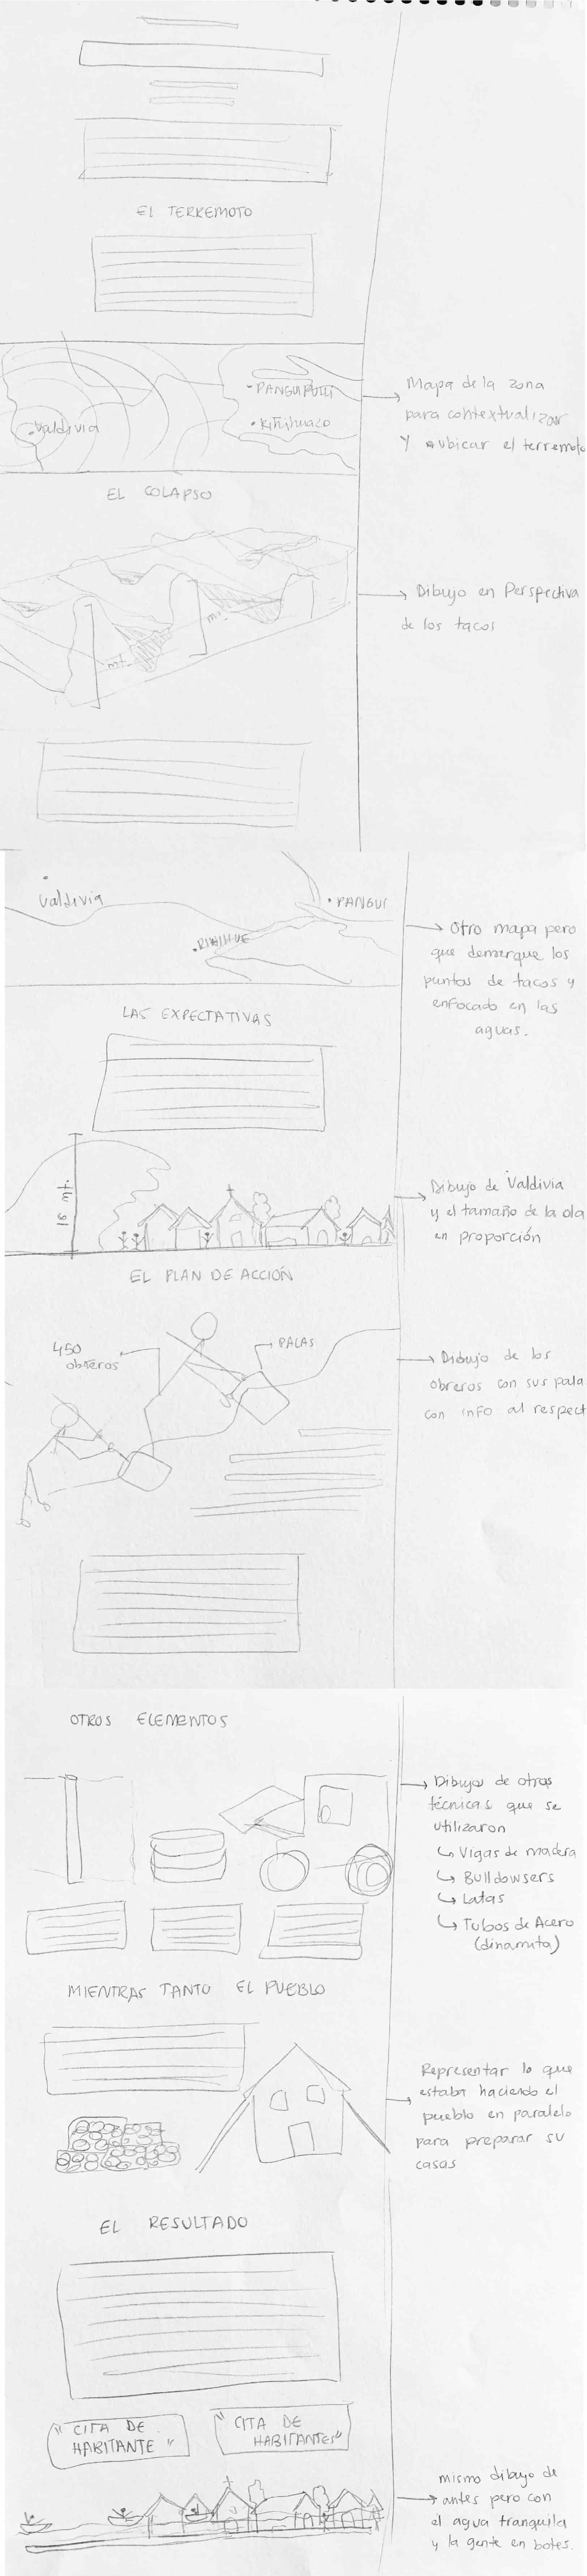 EL TERREMOTO
Mapa de la zona
para contextualizar
Y ubicar el terremoto
• PANGUIPULLI
• Riñihuazo
• Valdivia
EL COLAPSO
Dibujo en Perspectiva
de los tacos
mt.
mt.
Valdivia
• PANGUI
• RIÑIHUE
Otro mapa pero
que demarque los
puntos de tacos y
enfocado en las
aguas.
LAS EXPECTATIVAS
16 mt.
Dibujo de Valdivia
y el tamaño de la ola
en proporción
EL PLAN DE ACCIÓN
450
obreros
PALAS
Dibujo de los
obreros con sus pala
con info al respect
OTROS ELEMENTOS
Dibujos de otras
técnicas que se
utilizaron
Vigas de madera
Bulldowsers
Latas
Tubos de Acero
(dinamita)
MIENTRAS TANTO EL PUEBLO
Representar lo que
estaba haciendo el
pueblo en paralelo
para preparar su
casas
EL RESULTADO
"CITA DE
HABITANTE"
"CITA DE
HABITANTES"
mismo dibujo de
antes pero con
el agua tranquila
y la gente en botes.